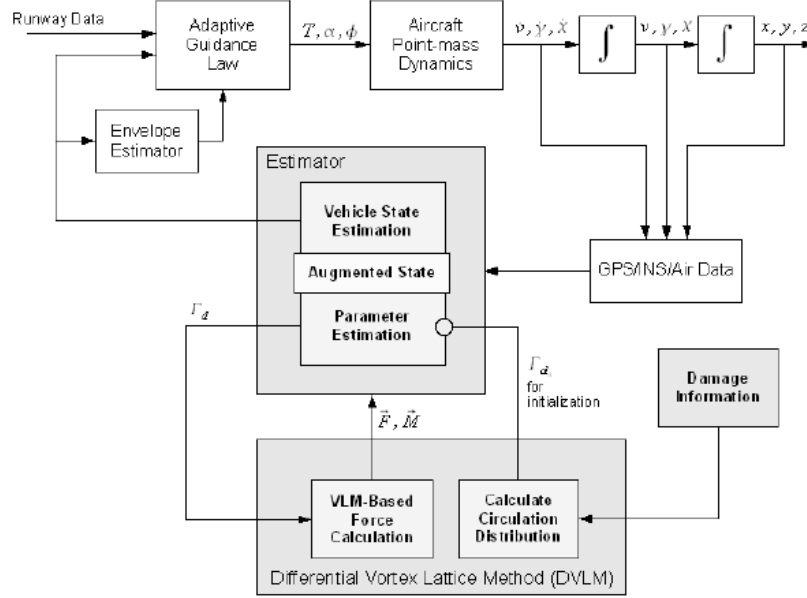 Runway Data
Adaptive
Guidance
Law
T, α, ϕ
Aircraft
Point-mass
Dynamics
v̇, γ̇, χ̇
∫
v, γ, χ
∫
x, y, z
Envelope
Estimator
Estimator
Vehicle State
Estimation
Augmented State
Parameter
Estimation
GPS/INS/Air Data
Γd
Γd₀
for
initialization
Damage
Information
F⃗, M⃗
VLM-Based
Force
Calculation
Calculate
Circulation
Distribution
Differential Vortex Lattice Method (DVLM)